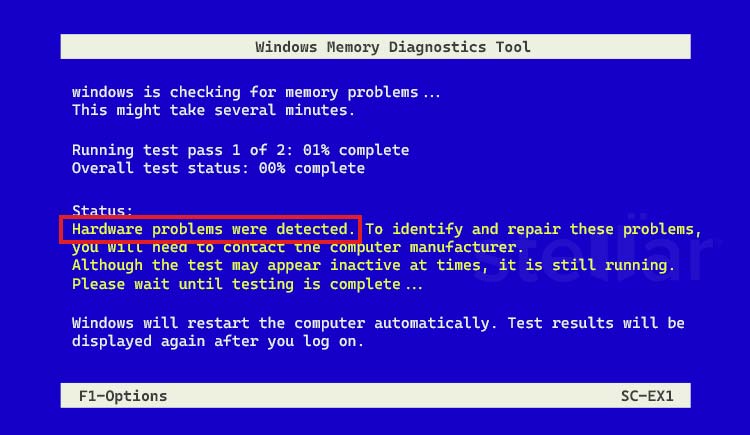 Windows Memory Diagnostics Tool
windows is checking for memory problems...
This might take several minutes.
Running test pass 1 of 2: 01% complete
Overall test status: 00% complete
Status:
Hardware problems were detected. To identify and repair these problems,
you will need to contact the computer manufacturer.
Although the test may appear inactive at times, it is still running.
Please wait until testing is complete...
stellar
Windows will restart the computer automatically. Test results will be
displayed again after you log on.
F1-Options SC-EX1